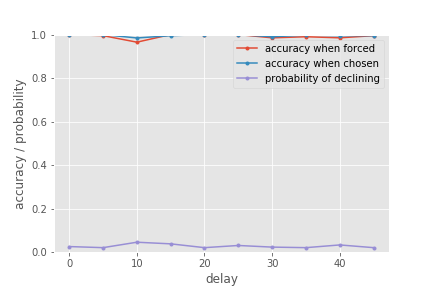 1.0
0.8
0.6
0.4
0.2
0.0
accuracy / probability
accuracy when forced
accuracy when chosen
probability of declining
0
10
20
30
40
delay